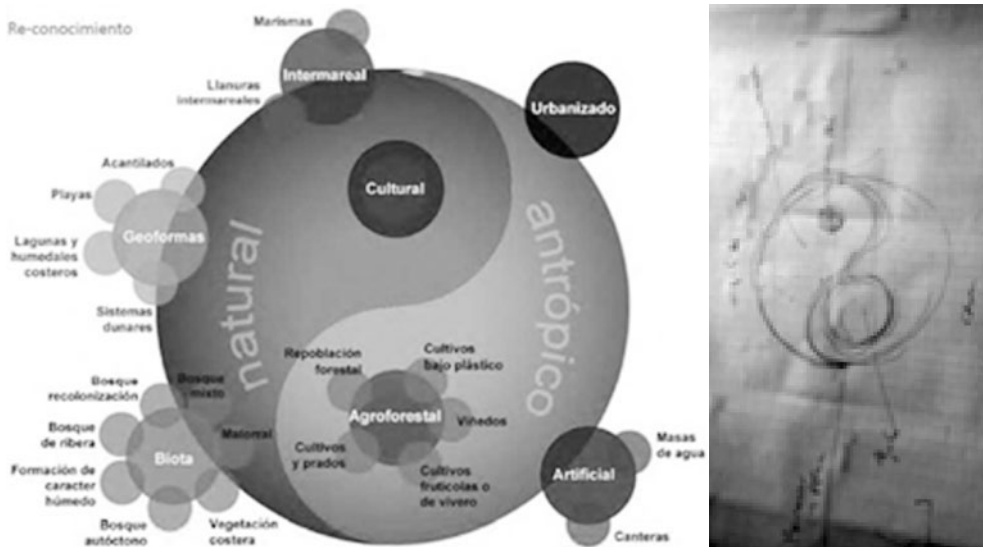 Re-conocimiento
Marismas
Intermareal
Llanuras
intermareales
Urbanizado
Acantilados
Playas
Cultural
Geoformas
Lagunas y
humedales
costeros
Sistemas
dunares
natural
antrópico
Repoblación
forestal
Cultivos
bajo plástico
Agroforestal
Viñedos
Cultivos
y prados
Cultivos
frutícolas o
de vivero
Bosque
recolonización
Bosque
mixto
Bosque
de ribera
Matorral
Biota
Formación de
caracter
húmedo
Bosque
autóctono
Vegetación
costera
Masas
de agua
Artificial
Canteras